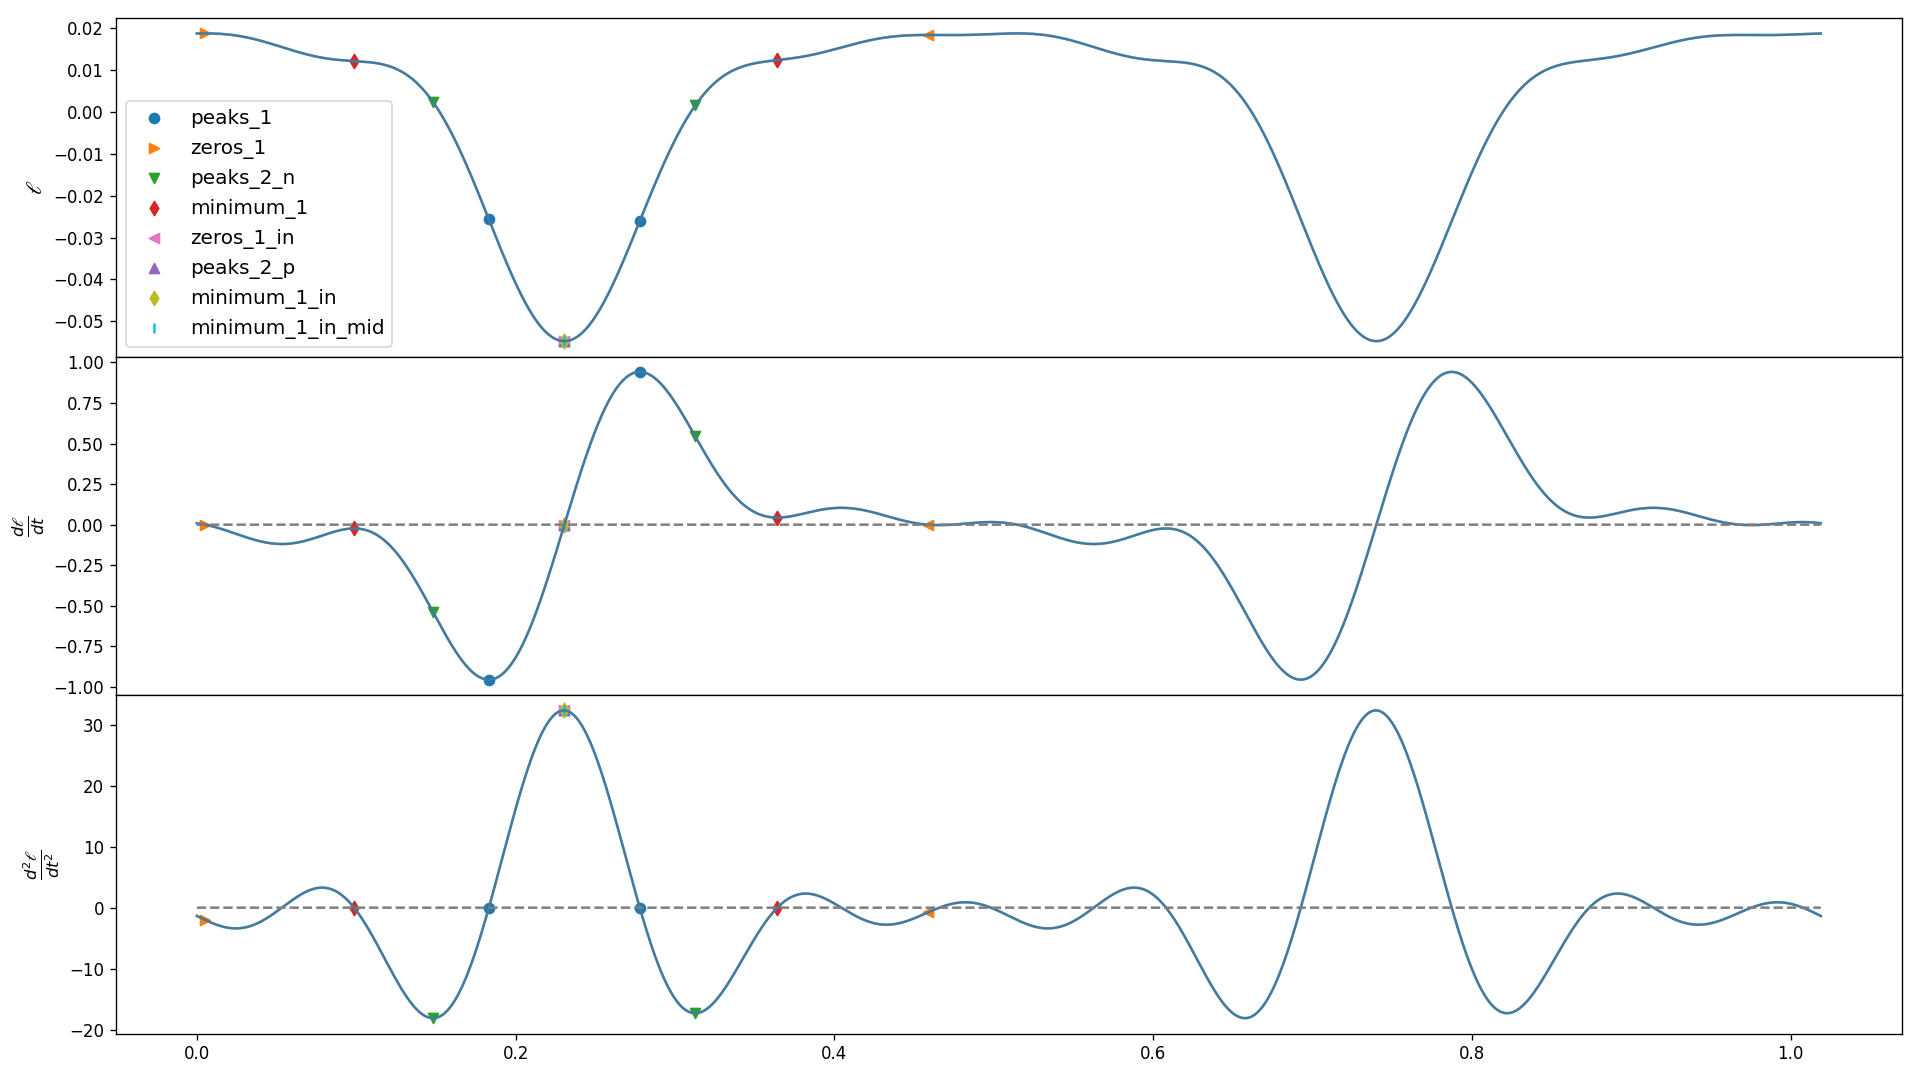 0.02
0.01
0.00
−0.01
−0.02
−0.03
−0.04
−0.05
ℓ
peaks_1
zeros_1
peaks_2_n
minimum_1
zeros_1_in
peaks_2_p
minimum_1_in
minimum_1_in_mid
1.00
0.75
0.50
0.25
0.00
−0.25
−0.50
−0.75
−1.00
dℓ/dt
30
20
10
0
−10
−20
d²ℓ/dt²
0.0 0.2 0.4 0.6 0.8 1.0